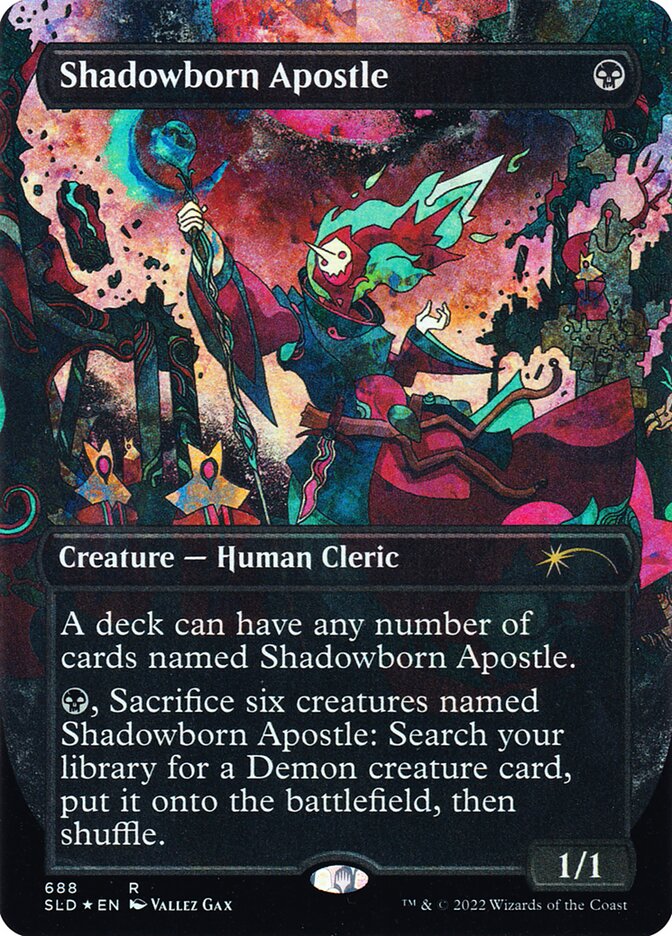 Shadowborn Apostle
Creature — Human Cleric
A deck can have any number of
cards named Shadowborn Apostle.
, Sacrifice six creatures named
Shadowborn Apostle: Search your
library for a Demon creature card,
put it onto the battlefield, then
shuffle.
1/1
688 R
SLD ★ EN Vallez Gax
™ & © 2022 Wizards of the Coast